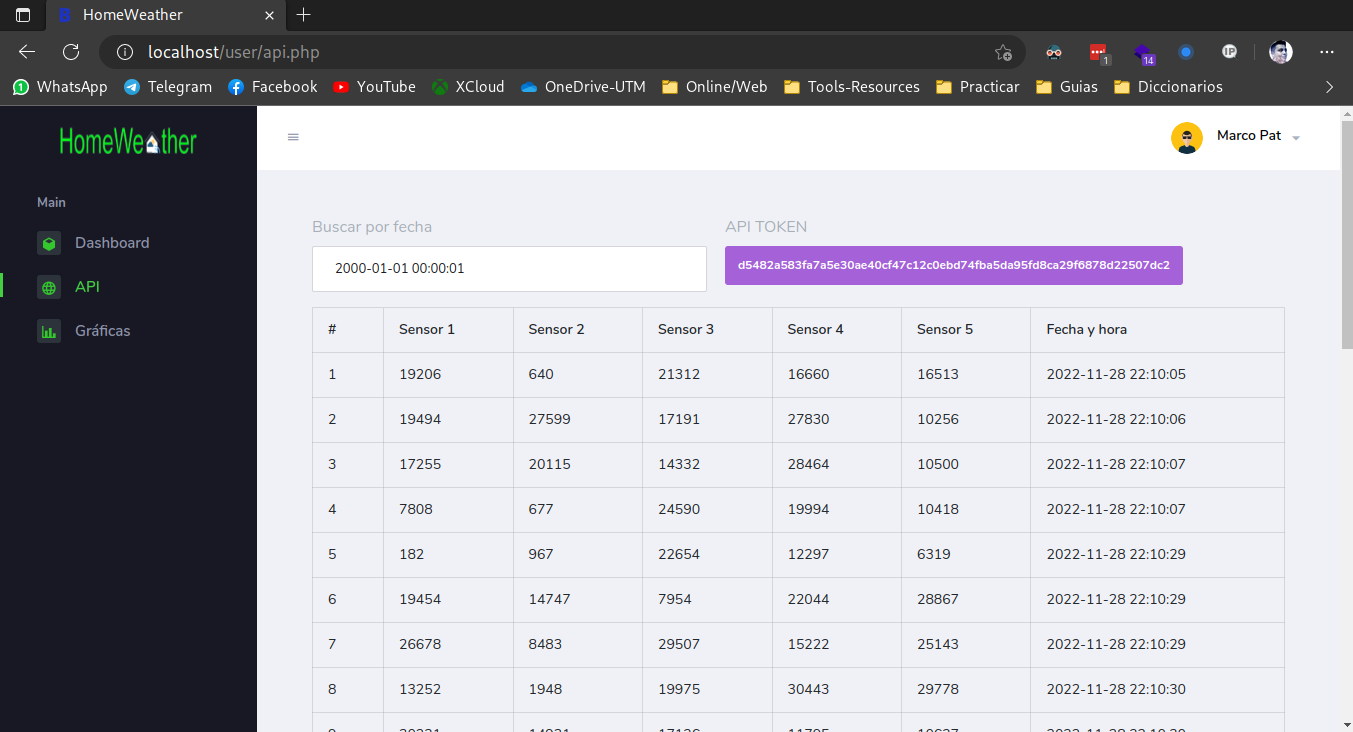 HomeWeather
localhost/user/api.php
1 14 IP
1 WhatsApp Telegram Facebook YouTube XCloud OneDrive-UTM Online/Web Tools-Resources Practicar Guias Diccionarios
HomeWeather
Marco Pat
Main
Dashboard
API
Gráficas
Buscar por fecha API TOKEN
2000-01-01 00:00:01 d5482a583fa7a5e30ae40cf47c12c0ebd74fba5da95fd8ca29f6878d22507dc2
# Sensor 1 Sensor 2 Sensor 3 Sensor 4 Sensor 5 Fecha y hora
1 19206 640 21312 16660 16513 2022-11-28 22:10:05
2 19494 27599 17191 27830 10256 2022-11-28 22:10:06
3 17255 20115 14332 28464 10500 2022-11-28 22:10:07
4 7808 677 24590 19994 10418 2022-11-28 22:10:07
5 182 967 22654 12297 6319 2022-11-28 22:10:29
6 19454 14747 7954 22044 28867 2022-11-28 22:10:29
7 26678 8483 29507 15222 25143 2022-11-28 22:10:29
8 13252 1948 19975 30443 29778 2022-11-28 22:10:30